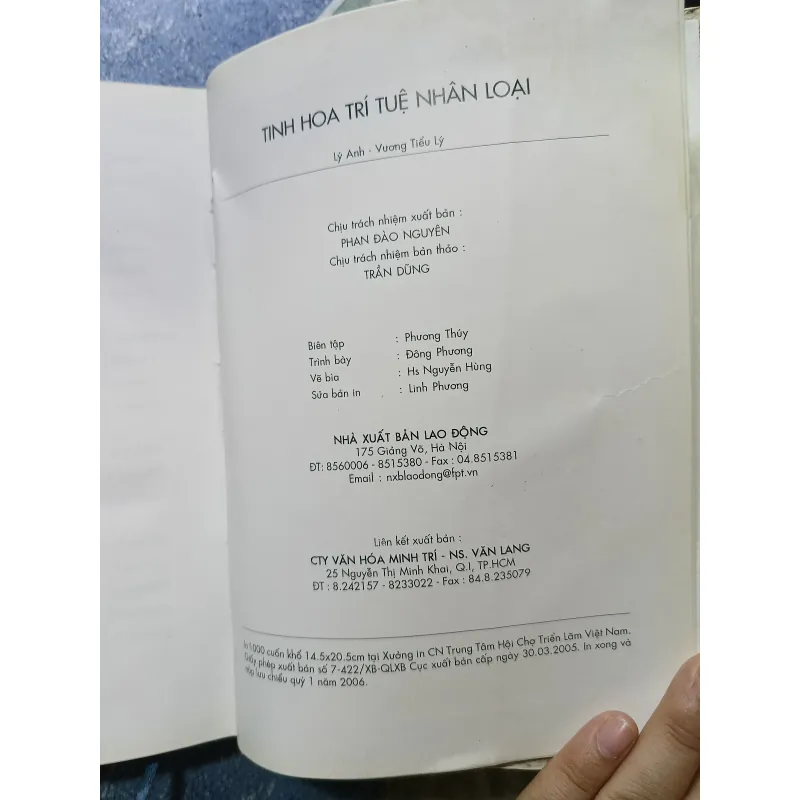 TINH HOA TRÍ TUỆ NHÂN LOẠI
Lý Anh - Vương Tiểu Lý
Chịu trách nhiệm xuất bản :
PHAN ĐÀO NGUYÊN
Chịu trách nhiệm bản thảo :
TRẦN DŨNG
Biên tập : Phương Thúy
Trình bày : Đông Phương
Vẽ bìa : Hs Nguyễn Hùng
Sửa bản in : Linh Phương
NHÀ XUẤT BẢN LAO ĐỘNG
175 Giảng Võ, Hà Nội
ĐT: 8560006 - 8515380 - Fax : 04.8515381
Email : nxblaodong@fpt.vn
Liên kết xuất bản :
CTY VĂN HÓA MINH TRÍ - NS. VĂN LANG
25 Nguyễn Thị Minh Khai, Q.I, TP.HCM
ĐT : 8.242157 - 8233022 - Fax : 84.8.235079
In 1000 cuốn khổ 14.5x20.5cm tại Xưởng in CN Trung Tâm Hội Chợ Triển Lãm Việt Nam.
Giấy phép xuất bản số 7-422/XB-QLXB Cục xuất bản cấp ngày 30.03.2005. In xong và
nộp lưu chiểu quý 1 năm 2006.